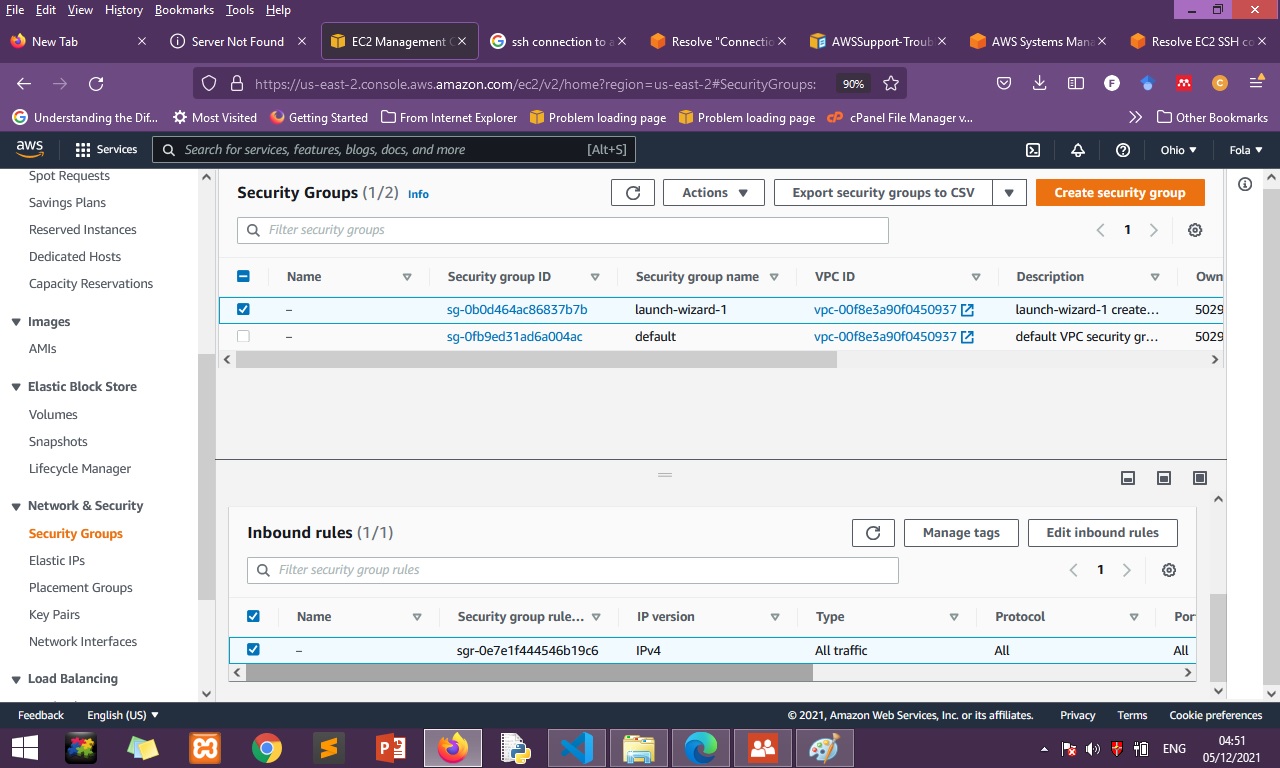 File Edit View History Bookmarks Tools Help
New Tab
Server Not Found
EC2 Management C
ssh connection to a
Resolve "Connectio
AWSSupport-Troub
AWS Systems Mana
Resolve EC2 SSH co
https://us-east-2.console.aws.amazon.com/ec2/v2/home?region=us-east-2#SecurityGroups:
90%
F
C
Understanding the Dif...
Most Visited
Getting Started
From Internet Explorer
Problem loading page
Problem loading page
cPanel File Manager v...
Other Bookmarks
aws
Services
Search for services, features, blogs, docs, and more [Alt+S]
Ohio
Fola
Spot Requests
Savings Plans
Reserved Instances
Dedicated Hosts
Capacity Reservations
Images
AMIs
Elastic Block Store
Volumes
Snapshots
Lifecycle Manager
Network & Security
Security Groups
Elastic IPs
Placement Groups
Key Pairs
Network Interfaces
Load Balancing
Security Groups (1/2) Info
Actions
Export security groups to CSV
Create security group
Filter security groups
1
Name Security group ID Security group name VPC ID Description Own
– sg-0b0d464ac86837b7b launch-wizard-1 vpc-00f8e3a90f0450937 launch-wizard-1 create... 5029
– sg-0fb9ed31ad6a004ac default vpc-00f8e3a90f0450937 default VPC security gr... 5029
Inbound rules (1/1)
Manage tags
Edit inbound rules
Filter security group rules
1
Name Security group rule... IP version Type Protocol Por
– sgr-0e7e1f444546b19c6 IPv4 All traffic All All
Feedback English (US)
© 2021, Amazon Web Services, Inc. or its affiliates. Privacy Terms Cookie preferences
ENG
04:51
05/12/2021